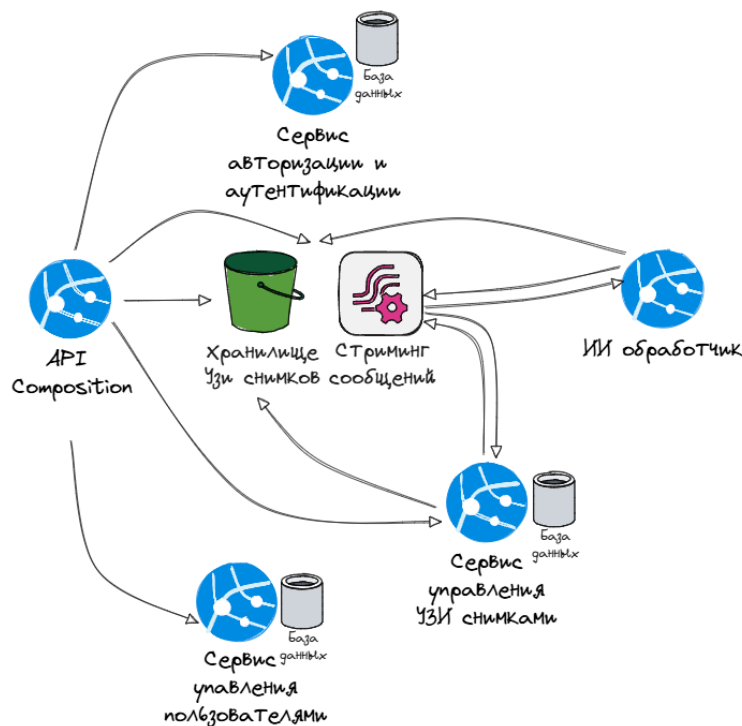 База
данных
Сервис
авторизации и
аутентификации
API
Composition
Хранилище
Узи снимков
Стриминг
сообщений
ИИ обработчик
База
данных
Сервис
управления
УЗИ снимками
База
данных
Сервис
упавления
пользователями